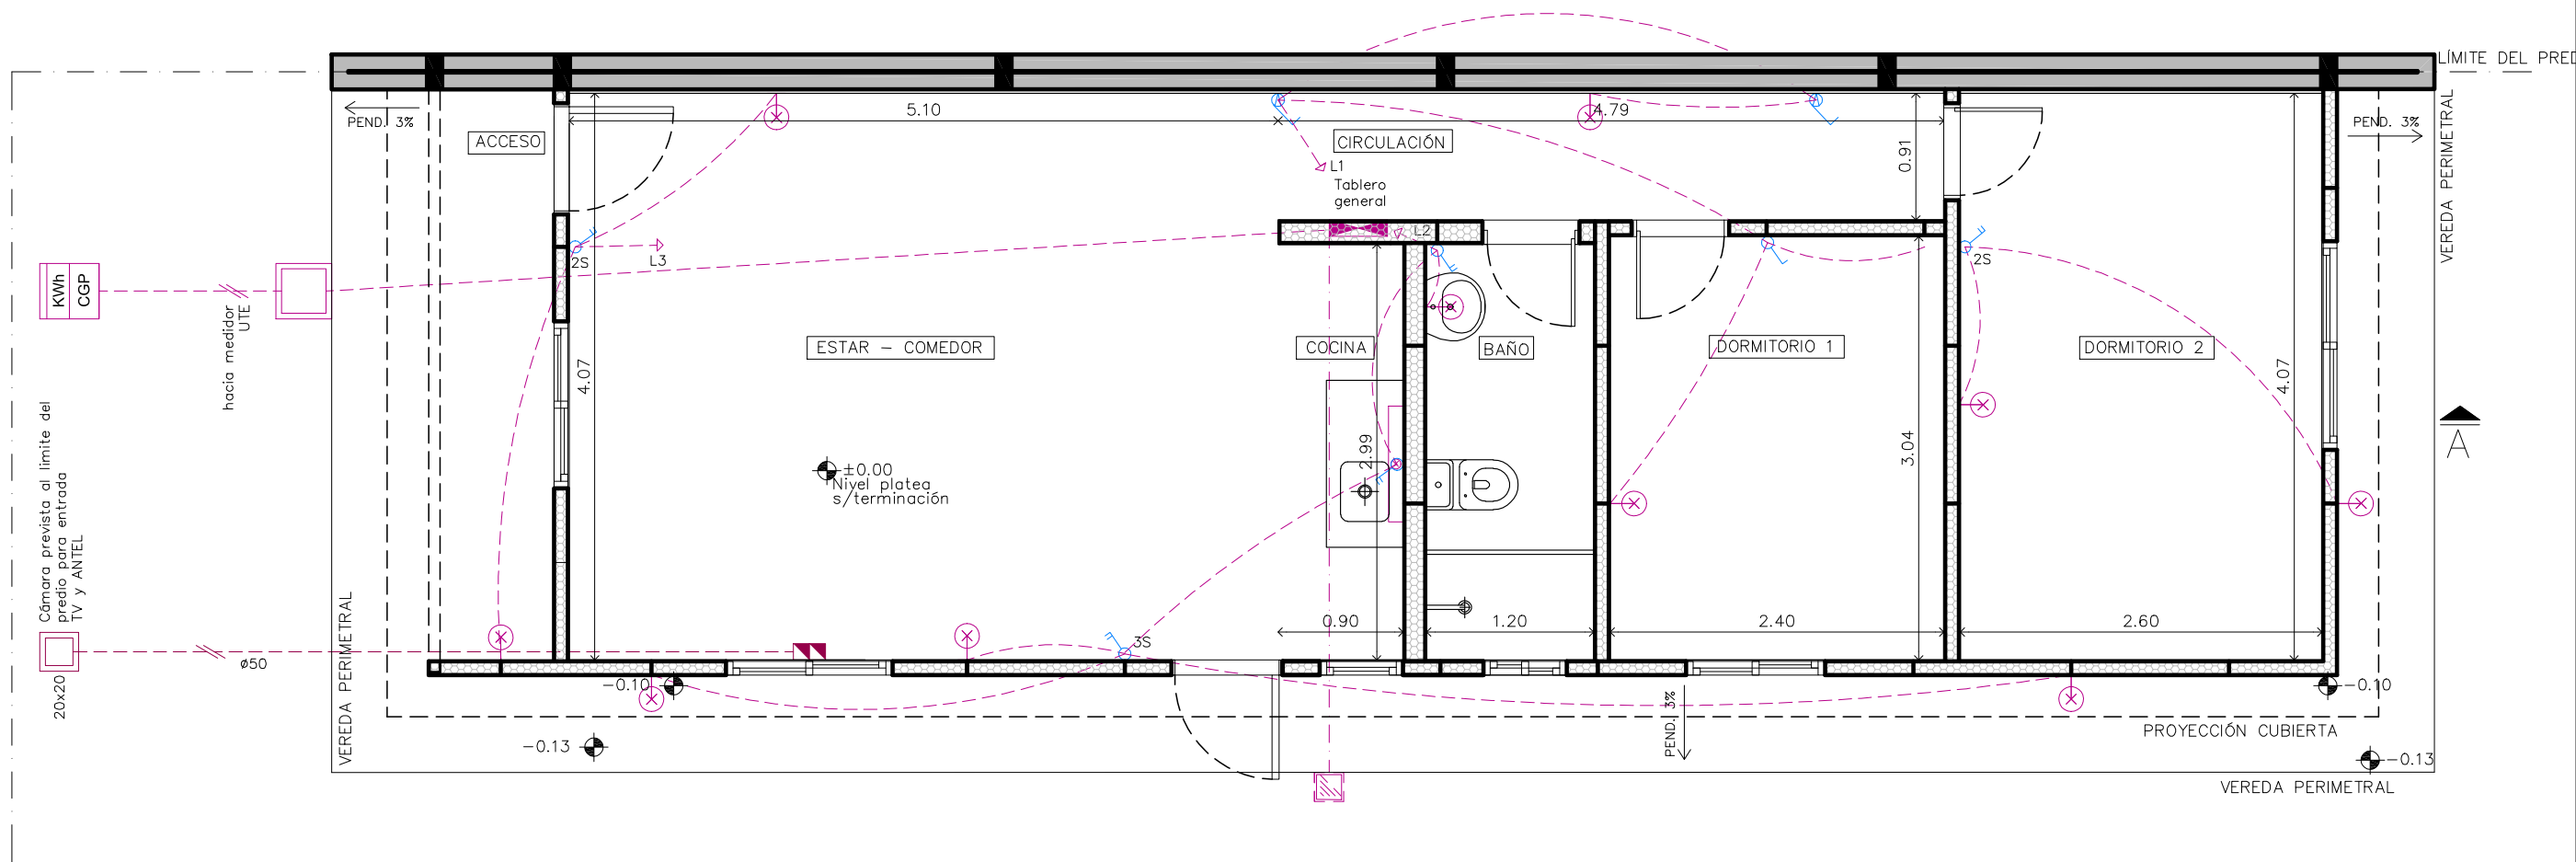 LÍMITE DEL PRED
PEND. 3%
ACCESO
5.10
CIRCULACIÓN
4.79
0.91
PEND. 3%
VEREDA PERIMETRAL
L1
Tablero
general
L2
2S
L3
2S
KWh
CGP
hacia medidor
UTE
ESTAR – COMEDOR
COCINA
BAÑO
DORMITORIO 1
DORMITORIO 2
4.07
2.99
3.04
4.07
A
±0.00
Nivel platea
s/terminación
Cámara prevista al limite del
predio para entrada
TV y ANTEL
20x20
ø50
VEREDA PERIMETRAL
3S
0.90
1.20
2.40
2.60
-0.10
-0.13
PEND. 3%
-0.10
PROYECCIÓN CUBIERTA
-0.13
VEREDA PERIMETRAL